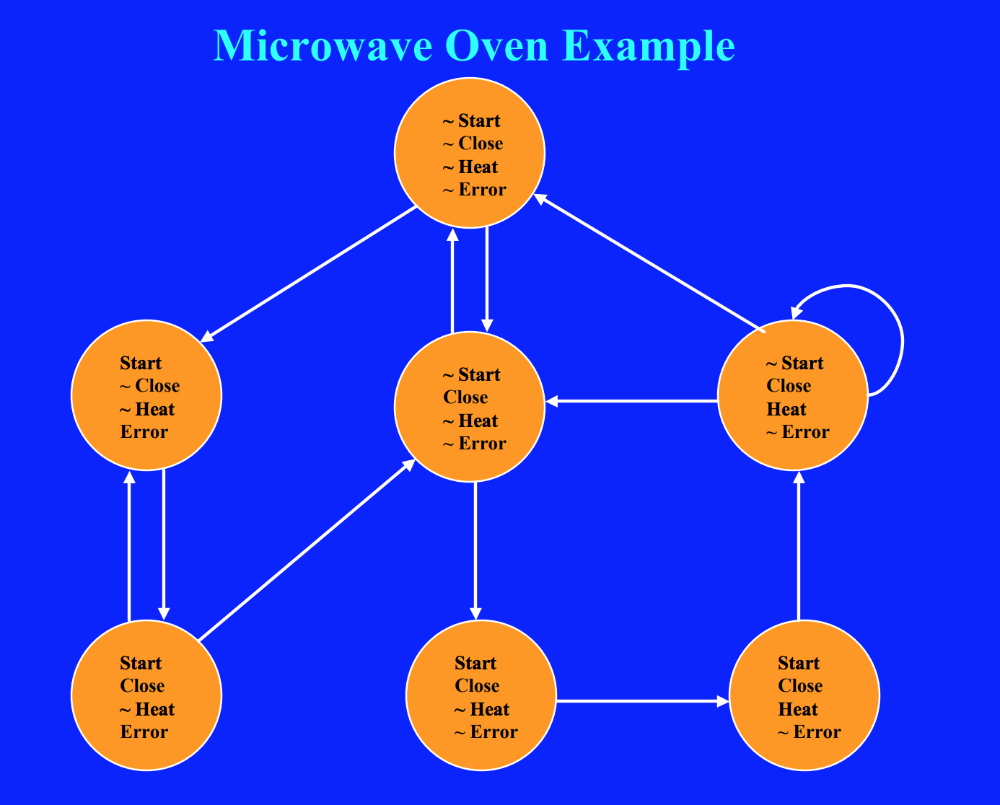 Microwave Oven Example
~ Start
~ Close
~ Heat
~ Error
Start
~ Close
~ Heat
Error
~ Start
Close
~ Heat
~ Error
~ Start
Close
Heat
~ Error
Start
Close
~ Heat
Error
Start
Close
~ Heat
~ Error
Start
Close
Heat
~ Error